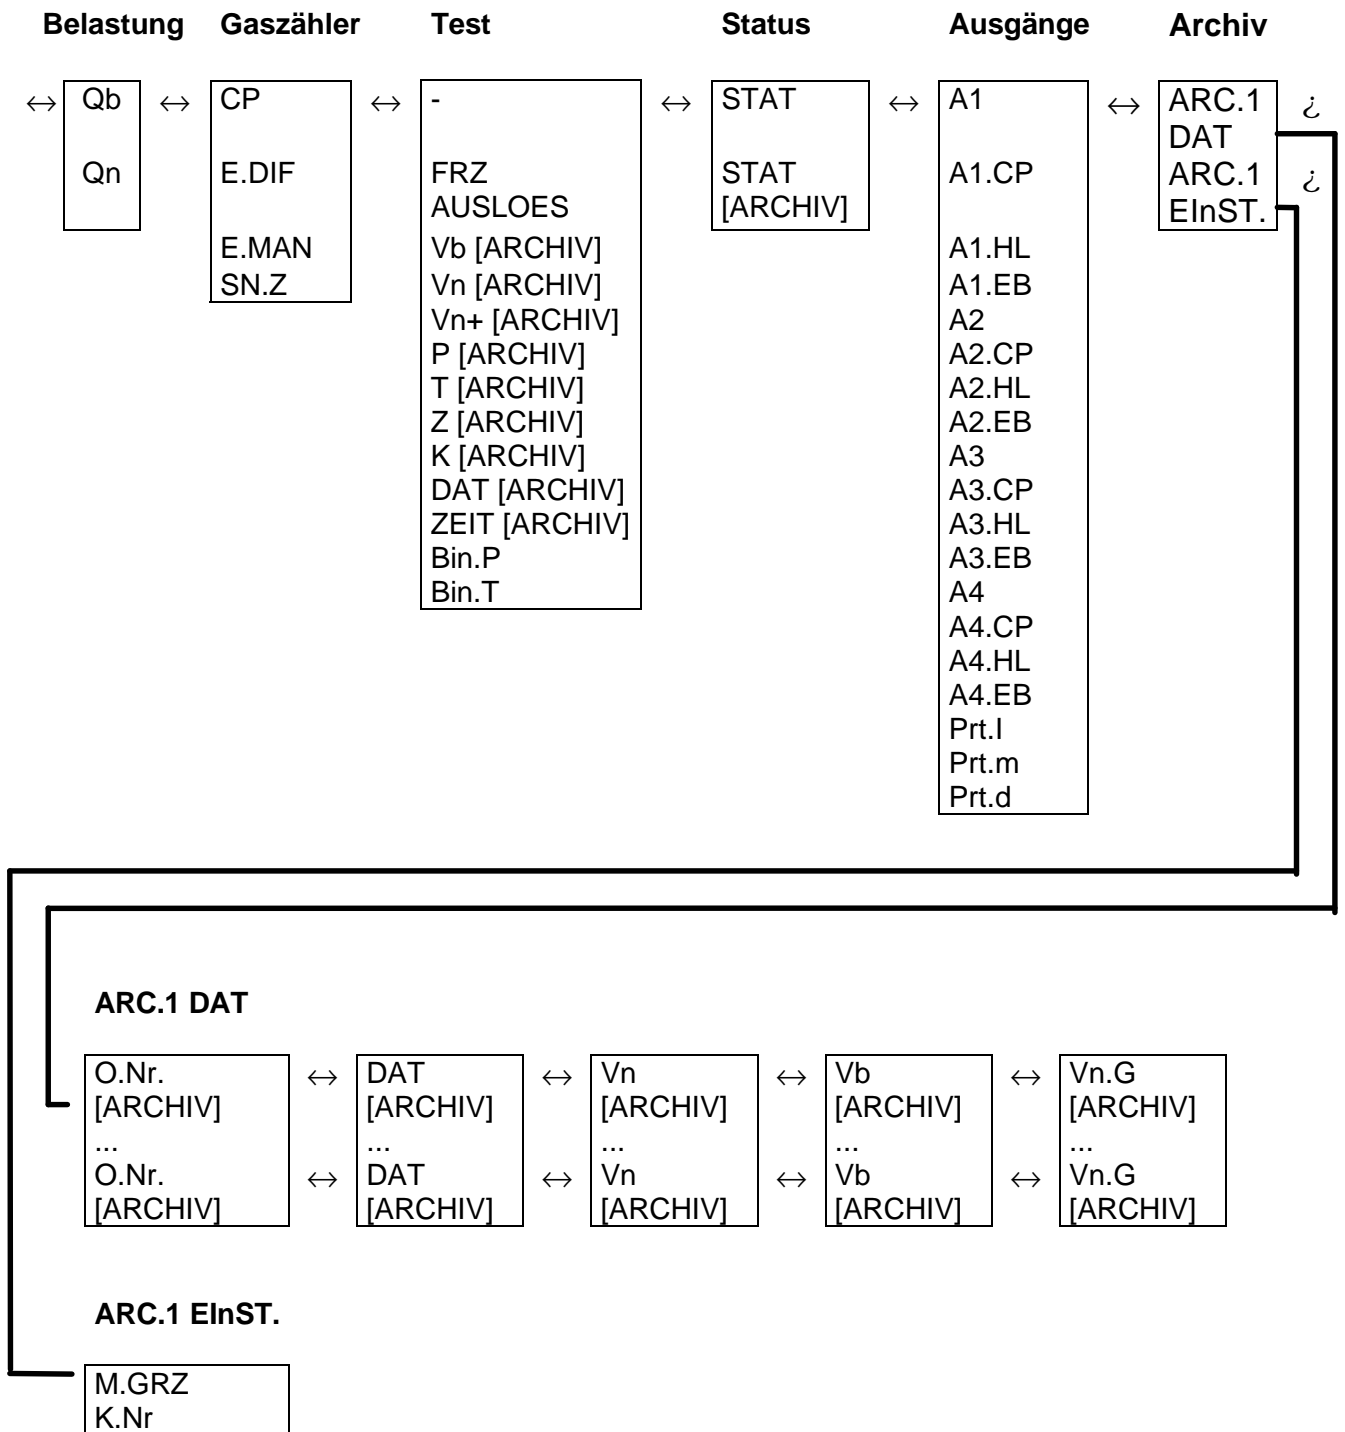 Belastung Gaszähler Test Status Ausgänge Archiv
↔ Qb ↔ CP ↔ - ↔ STAT ↔ A1 ↔ ARC.1 ¿
DAT
Qn E.DIF FRZ STAT A1.CP ARC.1 ¿
AUSLOES [ARCHIV] EInST.
E.MAN Vb [ARCHIV] A1.HL
SN.Z Vn [ARCHIV] A1.EB
Vn+ [ARCHIV] A2
P [ARCHIV] A2.CP
T [ARCHIV] A2.HL
Z [ARCHIV] A2.EB
K [ARCHIV] A3
DAT [ARCHIV] A3.CP
ZEIT [ARCHIV] A3.HL
Bin.P A3.EB
Bin.T A4
A4.CP
A4.HL
A4.EB
Prt.I
Prt.m
Prt.d
ARC.1 DAT
O.Nr. ↔ DAT ↔ Vn ↔ Vb ↔ Vn.G
[ARCHIV] [ARCHIV] [ARCHIV] [ARCHIV] [ARCHIV]
... ... ... ... ...
O.Nr. ↔ DAT ↔ Vn ↔ Vb ↔ Vn.G
[ARCHIV] [ARCHIV] [ARCHIV] [ARCHIV] [ARCHIV]
ARC.1 EInST.
M.GRZ
K.Nr